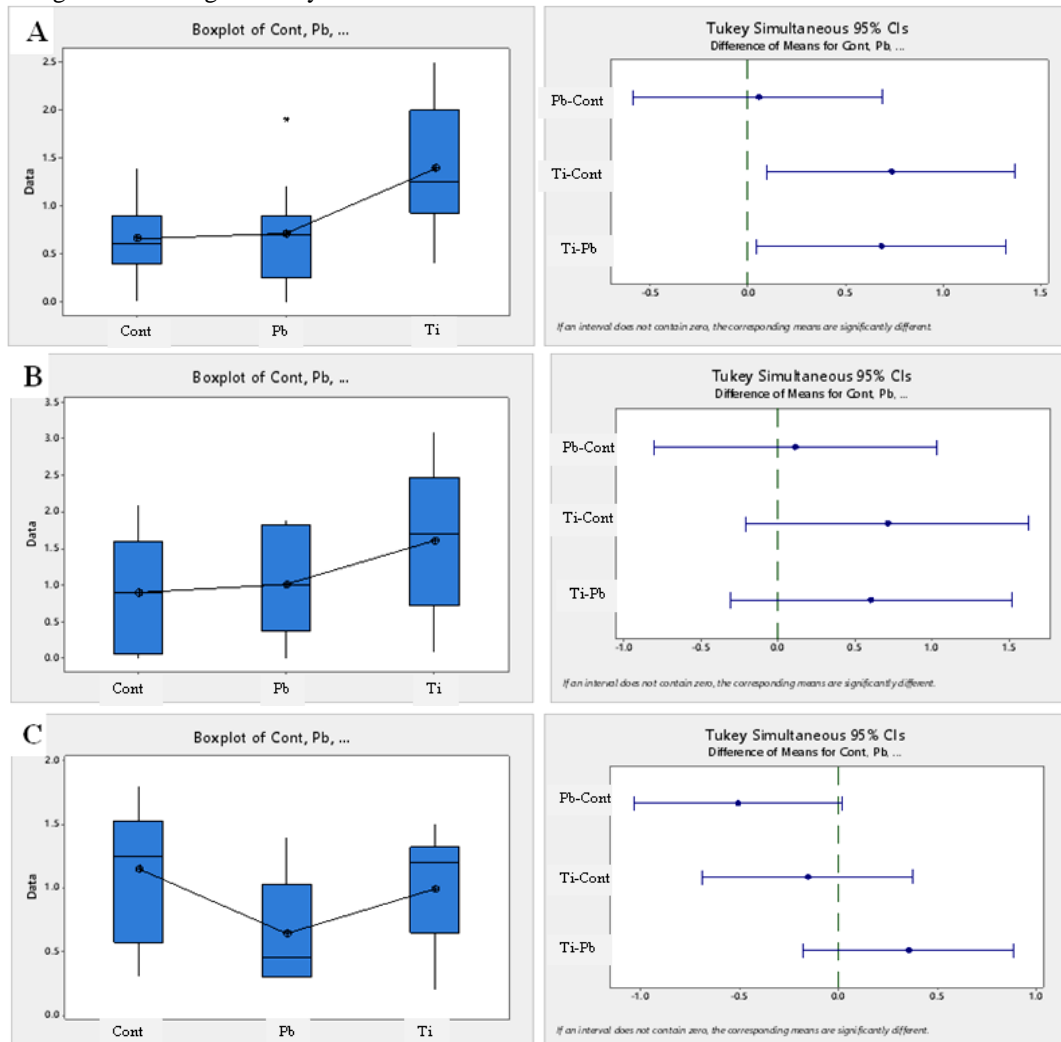 A
Boxplot of Cont, Pb, ...
Data
2.5
2.0
1.5
1.0
0.5
0.0
*
Cont Pb Ti
Tukey Simultaneous 95% CIs
Difference of Means for Cont, Pb, ...
Pb-Cont
Ti-Cont
Ti-Pb
-0.5 0.0 0.5 1.0 1.5
If an interval does not contain zero, the corresponding means are significantly different.
B
Boxplot of Cont, Pb, ...
Data
3.5
3.0
2.5
2.0
1.5
1.0
0.5
0.0
Cont Pb Ti
Tukey Simultaneous 95% CIs
Difference of Means for Cont, Pb, ...
Pb-Cont
Ti-Cont
Ti-Pb
-1.0 -0.5 0.0 0.5 1.0 1.5
If an interval does not contain zero, the corresponding means are significantly different.
C
Boxplot of Cont, Pb, ...
Data
2.0
1.5
1.0
0.5
0.0
Cont Pb Ti
Tukey Simultaneous 95% CIs
Difference of Means for Cont, Pb, ...
Pb-Cont
Ti-Cont
Ti-Pb
-1.0 -0.5 0.0 0.5 1.0
If an interval does not contain zero, the corresponding means are significantly different.